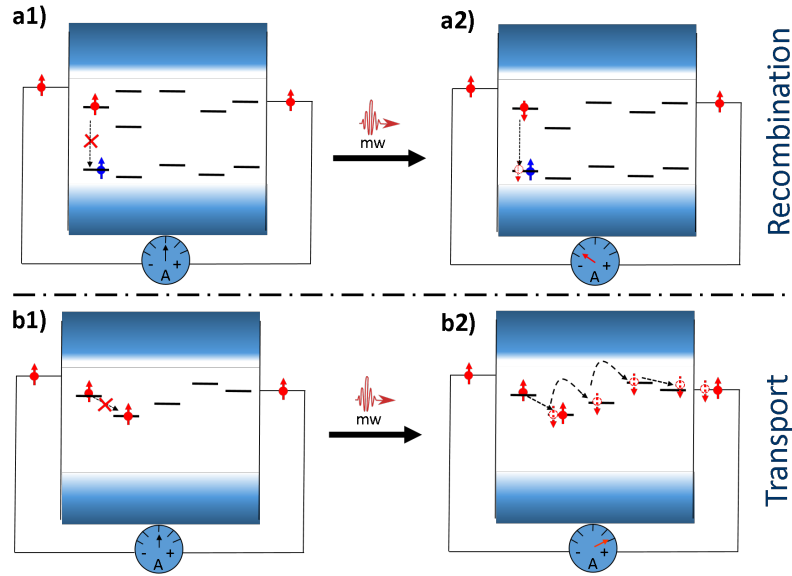 a1)
a2)
mw
- +
A
- +
A
Recombination
b1)
b2)
mw
- +
A
- +
A
Transport